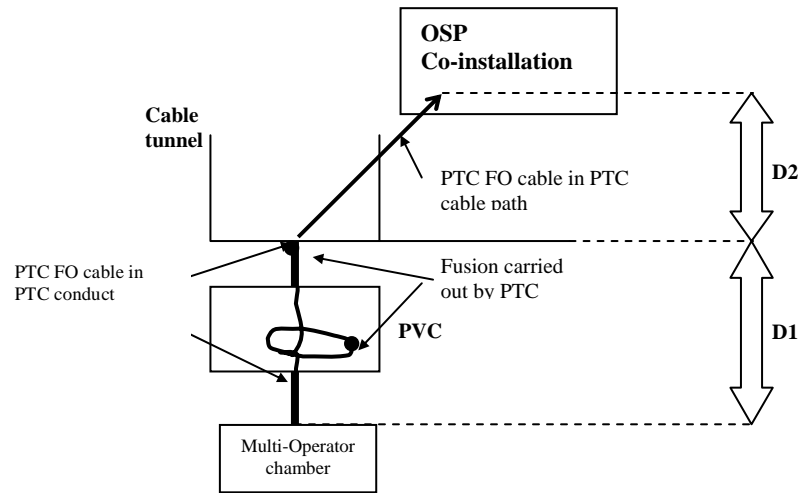 OSP
Co-installation
Cable
tunnel
PTC FO cable in PTC
cable path
D2
PTC FO cable in
PTC conduct
Fusion carried
out by PTC
PVC
D1
Multi-Operator
chamber